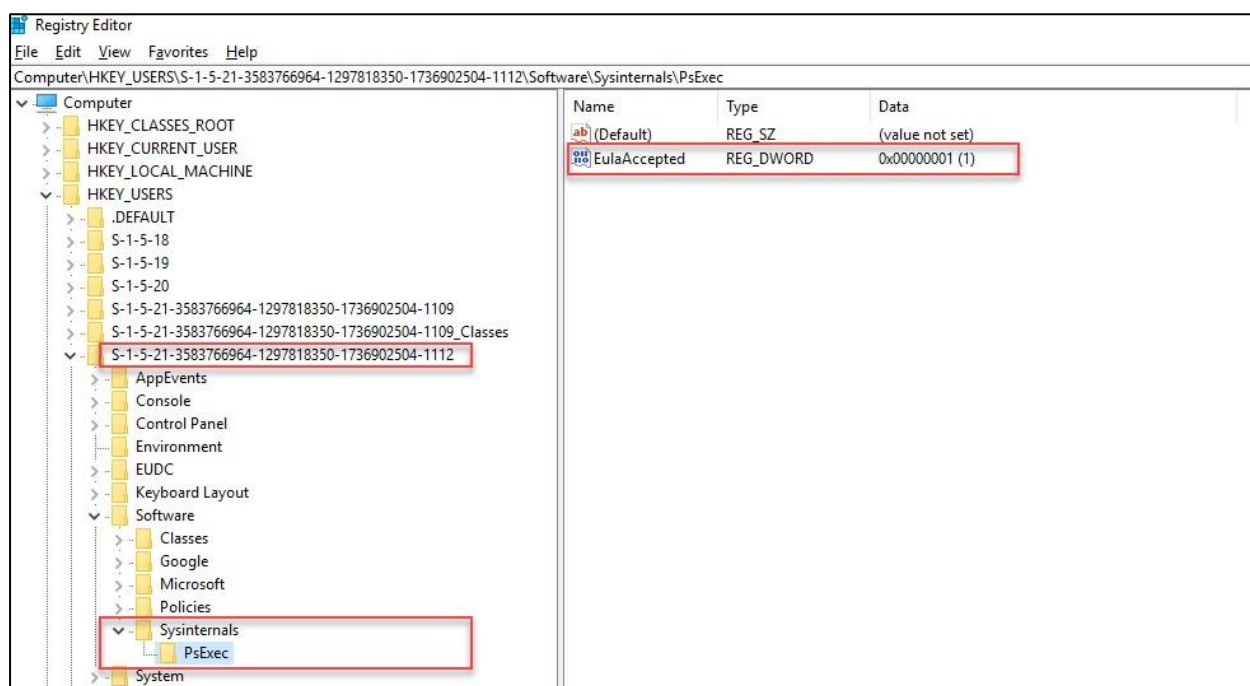 Registry Editor
File Edit View Favorites Help
Computer\HKEY_USERS\S-1-5-21-3583766964-1297818350-1736902504-1112\Software\Sysinternals\PsExec
Computer
HKEY_CLASSES_ROOT
HKEY_CURRENT_USER
HKEY_LOCAL_MACHINE
HKEY_USERS
.DEFAULT
S-1-5-18
S-1-5-19
S-1-5-20
S-1-5-21-3583766964-1297818350-1736902504-1109
S-1-5-21-3583766964-1297818350-1736902504-1109_Classes
S-1-5-21-3583766964-1297818350-1736902504-1112
AppEvents
Console
Control Panel
Environment
EUDC
Keyboard Layout
Software
Classes
Google
Microsoft
Policies
Sysinternals
PsExec
System
Name Type Data
(Default) REG_SZ (value not set)
EulaAccepted REG_DWORD 0x00000001 (1)